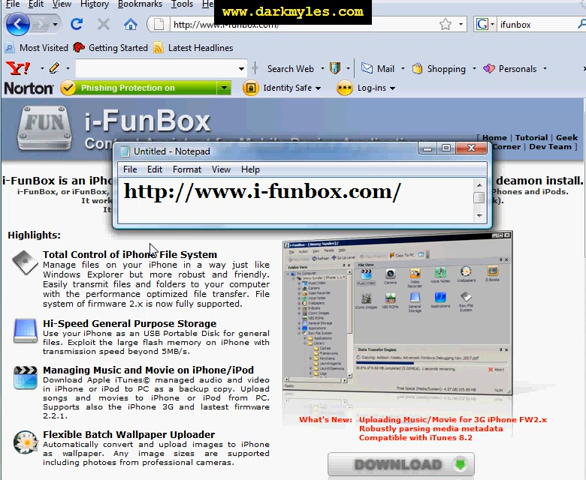 www.darkmyles.com
Edit View History Bookmarks Tools Help
http://www.i-funbox.com/
ifunbox
Most Visited Getting Started Latest Headlines
Y! Search Web Mail Shopping Personals
Norton Phishing Protection on Identity Safe Log-ins
FUN i-FunBox
Home | Tutorial | Geek
Corner | Dev Team ]
Untitled - Notepad
File Edit Format View Help
http://www.i-funbox.com/
i-FunBox is an iPh
deamon install.
i-FunBox, or iFunBox,
Phones and iPods.
It work
Highlights:
Total Control of iPhone File System
Manage files on your iPhone in a way just like
Windows Explorer but more robust and friendly.
Easily transmit files and folders to your computer
with the performance optimized file transfer. File
system of firmware 2.x is now fully supported.
Hi-Speed General Purpose Storage
Use your iPhone as an USB Portable Disk for general
files. Exploit the large flash memory on iPhone with
transmission speed beyond 5MB/s.
Managing Music and Movie on iPhone/iPod
Download Apple iTunes© managed audio and video
in iPhone or iPod to PC as a backup copy. Upload
songs and movies to iPhone or iPod from PC.
Supports also the iPhone 3G and lastest firmware
2.2.1.
Flexible Batch Wallpaper Uploader
Automatically convert and upload images to iPhone
as wallpaper. Any image sizes are supported
including photoes from professional cameras.
What's New: Uploading Music/Movie for 3G iPhone FW2.x
Robustly parsing media metadata
Compatible with iTunes 8.2
DOWNLOAD